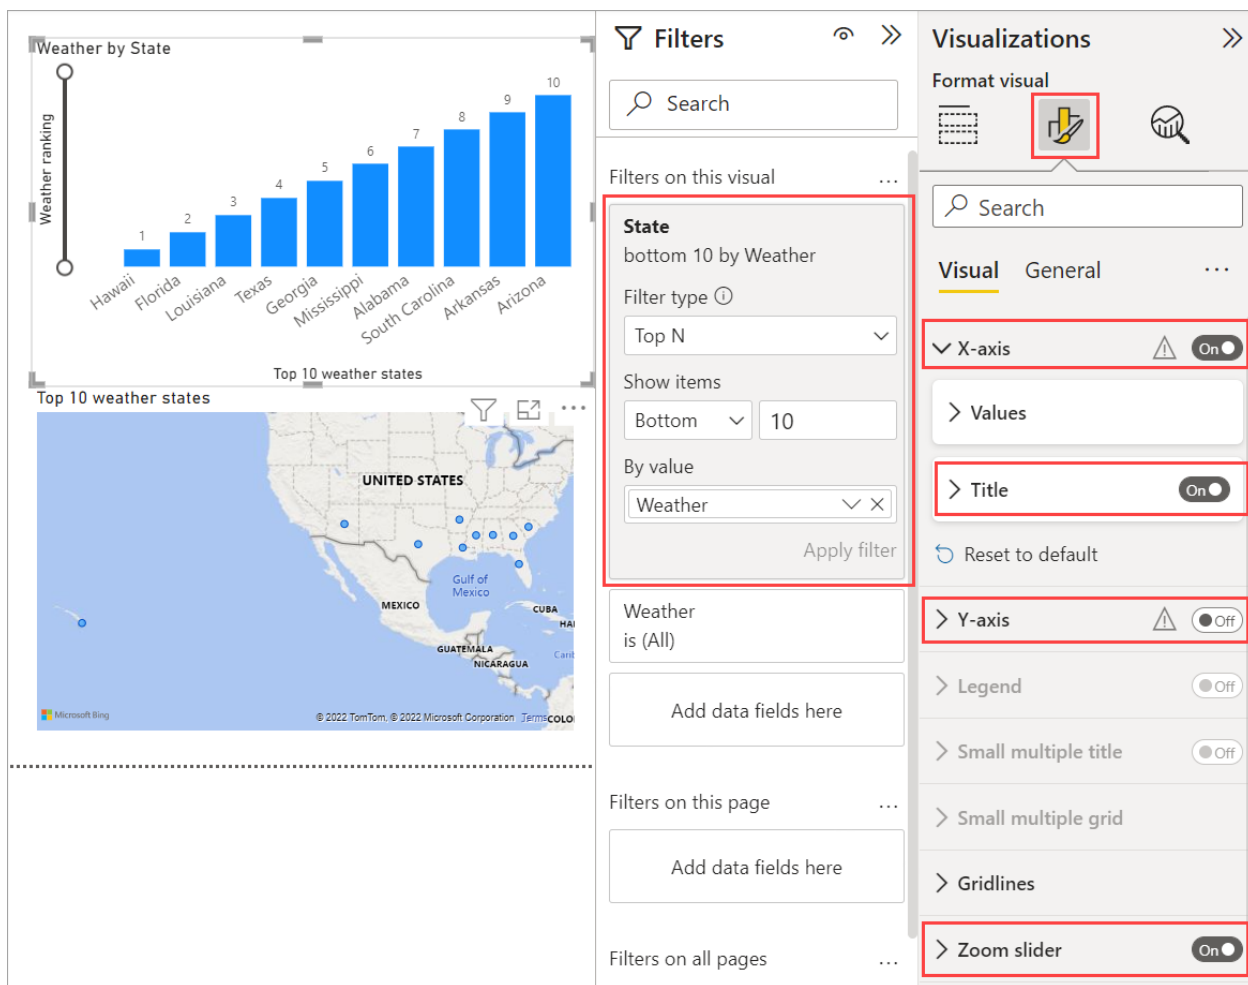 Weather by State
Weather ranking
1
2
3
4
5
6
7
8
9
10
Hawaii
Florida
Louisiana
Texas
Georgia
Mississippi
Alabama
South Carolina
Arkansas
Arizona
Top 10 weather states
Top 10 weather states
UNITED STATES
Gulf of
Mexico
MEXICO
CUBA
HAI
GUATEMALA
Carib
NICARAGUA
Microsoft Bing
© 2022 TomTom, © 2022 Microsoft Corporation Terms
COLO
Filters
Search
Filters on this visual
...
State
bottom 10 by Weather
Filter type
Top N
Show items
Bottom
10
By value
Weather
Apply filter
Weather
is (All)
Add data fields here
Filters on this page
...
Add data fields here
Filters on all pages
...
Visualizations
Format visual
Search
Visual
General
...
X-axis
On
Values
Title
On
Reset to default
Y-axis
Off
Legend
Off
Small multiple title
Off
Small multiple grid
Gridlines
Zoom slider
On